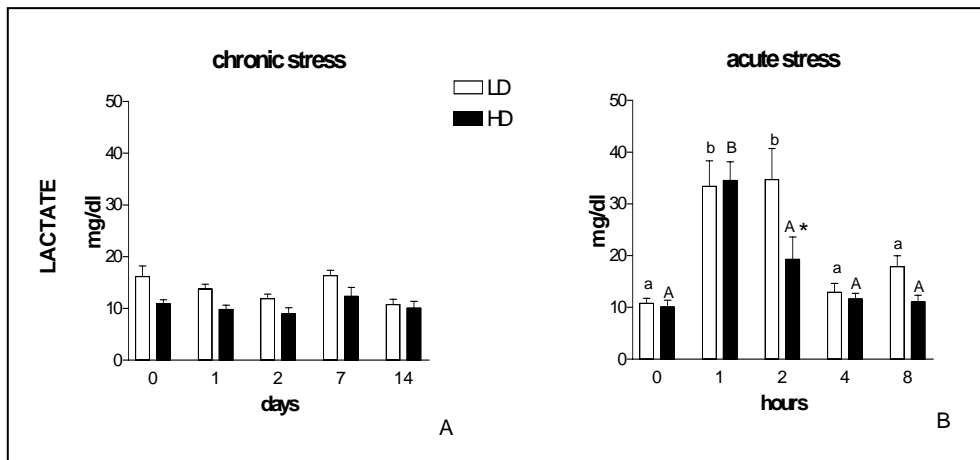 chronic stress
acute stress
LD
HD
LACTATE
mg/dl
50
40
30
20
10
0
0 1 2 7 14
days
A
mg/dl
50
40
30
20
10
0
b B b
A *
a A a A a A
0 1 2 4 8
hours
B